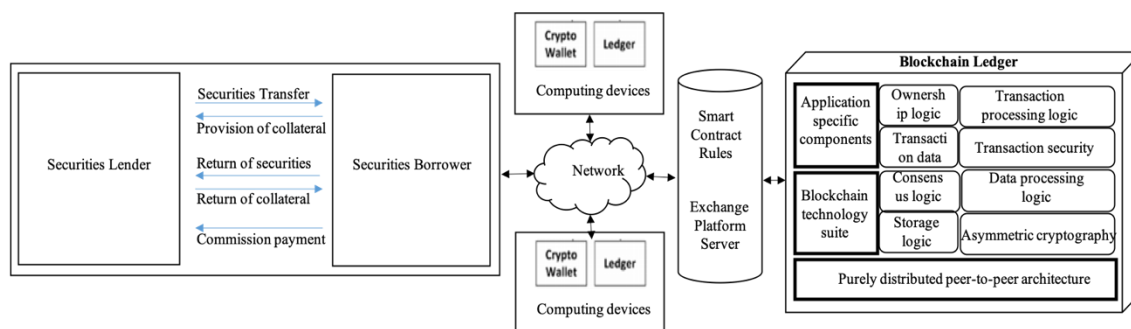 Securities Lender
Securities Transfer
Provision of collateral
Return of securities
Return of collateral
Commission payment
Securities Borrower
Crypto
Wallet
Ledger
Computing devices
Network
Crypto
Wallet
Ledger
Computing devices
Smart
Contract
Rules
Exchange
Platform
Server
Blockchain Ledger
Application
specific
components
Ownersh
ip logic
Transaction
processing logic
Transacti
on data
Transaction security
Blockchain
technology
suite
Consens
us logic
Data processing
logic
Storage
logic
Asymmetric cryptography
Purely distributed peer-to-peer architecture